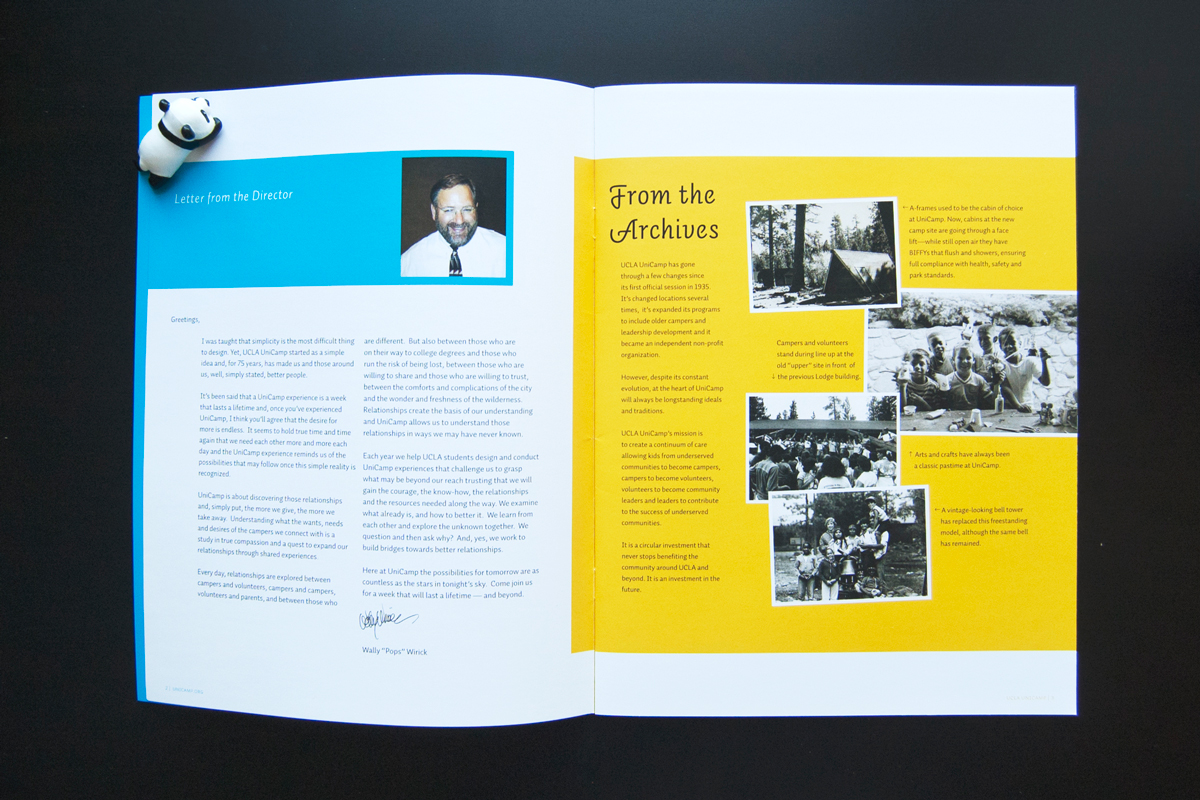 Letter from the Director
Greetings,
I was taught that simplicity is the most difficult thing
to design. Yet, UCLA UniCamp started as a simple
idea and, for 75 years, has made us and those around
us, well, simply stated, better people.
It's been said that a UniCamp experience is a week
that lasts a lifetime and, once you've experienced
UniCamp, I think you'll agree that the desire for
more is endless. It seems to hold true time and time
again that we need each other more and more each
day and the UniCamp experience reminds us of the
possibilities that may follow once this simple reality is
recognized.
UniCamp is about discovering those relationships
and, simply put, the more we give, the more we
take away. Understanding what the wants, needs
and desires of the campers we connect with is a
study in true compassion and a quest to expand our
relationships through shared experiences.
Every day, relationships are explored between
campers and volunteers, campers and campers,
volunteers and parents, and between those who
are different. But also between those who are
on their way to college degrees and those who
run the risk of being lost, between those who are
willing to share and those who are willing to trust,
between the comforts and complications of the city
and the wonder and freshness of the wilderness.
Relationships create the basis of our understanding
and UniCamp allows us to understand those
relationships in ways we may have never known.
Each year we help UCLA students design and conduct
UniCamp experiences that challenge us to grasp
what may be beyond our reach trusting that we will
gain the courage, the know-how, the relationships
and the resources needed along the way. We examine
what already is, and how to better it. We learn from
each other and explore the unknown together. We
question and then ask why? And, yes, we work to
build bridges towards better relationships.
Here at UniCamp the possibilities for tomorrow are as
countless as the stars in tonight's sky. Come join us
for a week that will last a lifetime — and beyond.
Wally "Pops" Wirick
From the
Archives
UCLA UniCamp has gone
through a few changes since
its first official session in 1935.
It's changed locations several
times, it's expanded its programs
to include older campers and
leadership development and it
became an independent non-profit
organization.
However, despite its constant
evolution, at the heart of UniCamp
will always be longstanding ideals
and traditions.
UCLA UniCamp's mission is
to create a continuum of care
allowing kids from underserved
communities to become campers,
campers to become volunteers,
volunteers to become community
leaders and leaders to contribute
to the success of underserved
communities.
It is a circular investment that
never stops benefiting the
community around UCLA and
beyond. It is an investment in the
future.
← A-frames used to be the cabin of choice
at UniCamp. Now, cabins at the new
camp site are going through a face
lift—while still open air they have
BIFFYs that flush and showers, ensuring
full compliance with health, safety and
park standards.
Campers and volunteers
stand during line up at the
old "upper" site in front of
↓ the previous Lodge building.
↑ Arts and crafts have always been
a classic pastime at UniCamp.
← A vintage-looking bell tower
has replaced this freestanding
model, although the same bell
has remained.